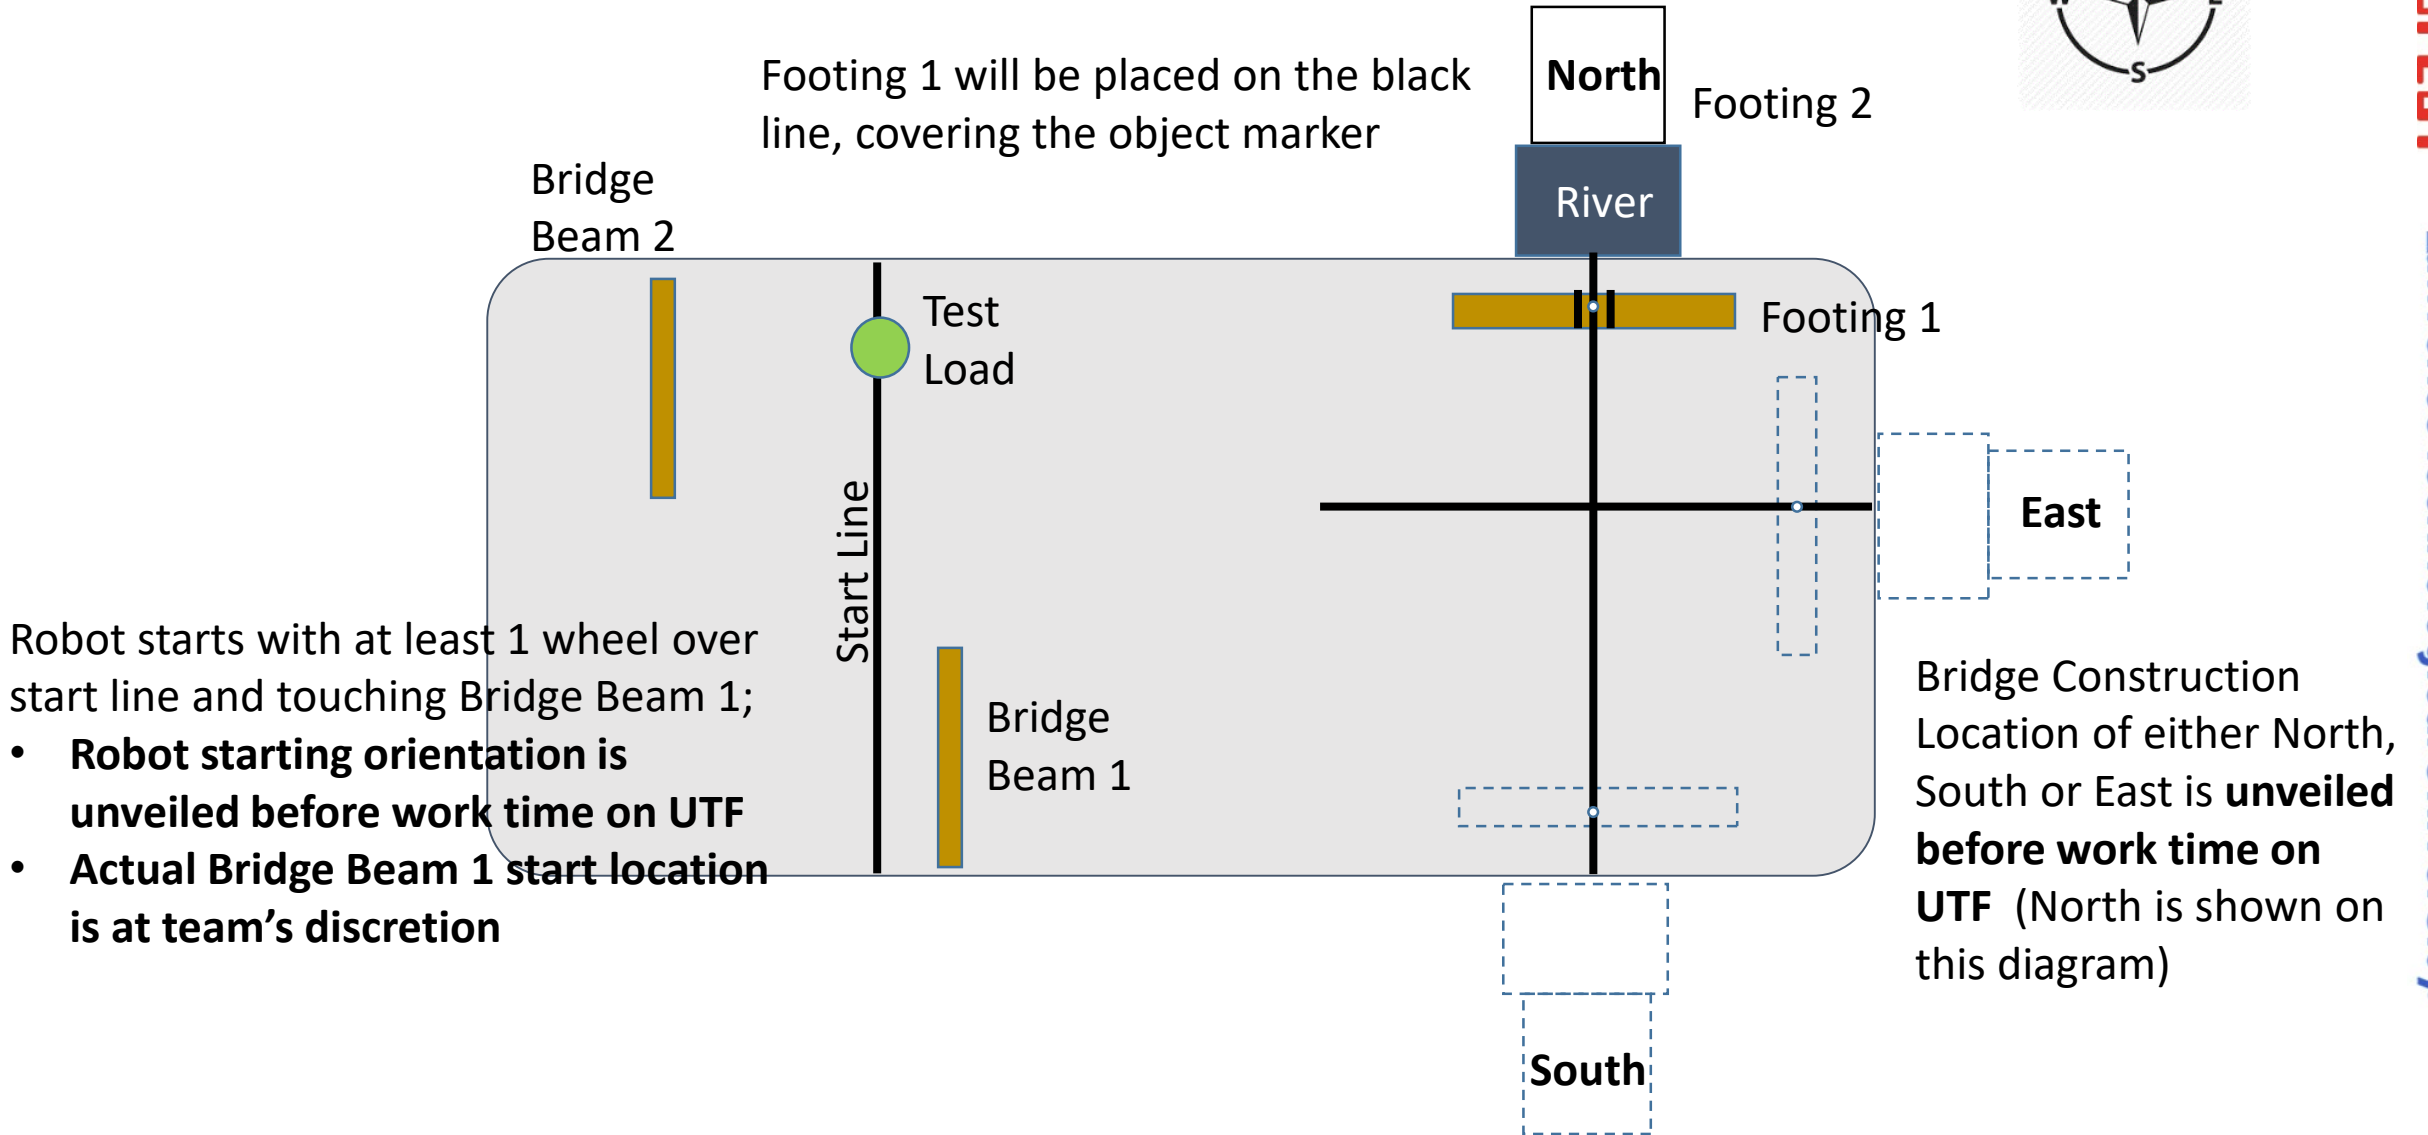 Footing 1 will be placed on the black
line, covering the object marker
North
Footing 2
S
Bridge
Beam 2
River
Test
Load
Footing 1
Start Line
East
Robot starts with at least 1 wheel over
start line and touching Bridge Beam 1;
• Robot starting orientation is
unveiled before work time on UTF
• Actual Bridge Beam 1 start location
is at team’s discretion
Bridge
Beam 1
Bridge Construction
Location of either North,
South or East is unveiled
before work time on
UTF (North is shown on
this diagram)
South